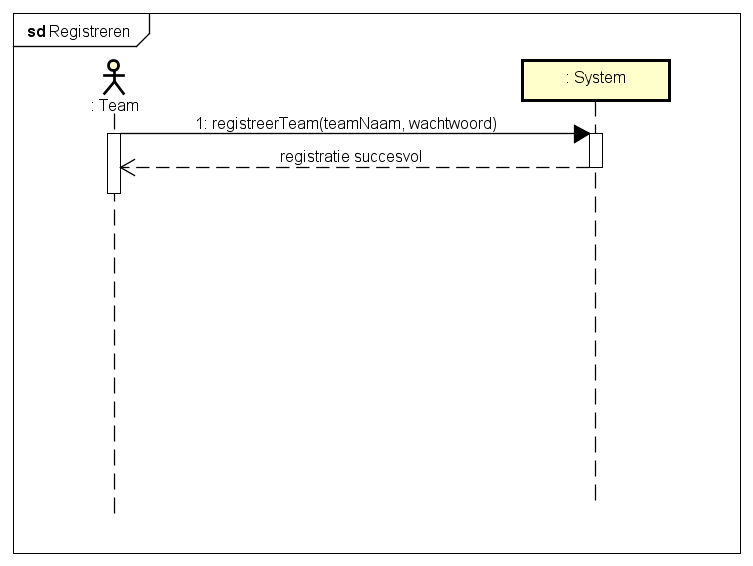 sd Registreren
: Team
: System
1: registreerTeam(teamNaam, wachtwoord)
registratie succesvol